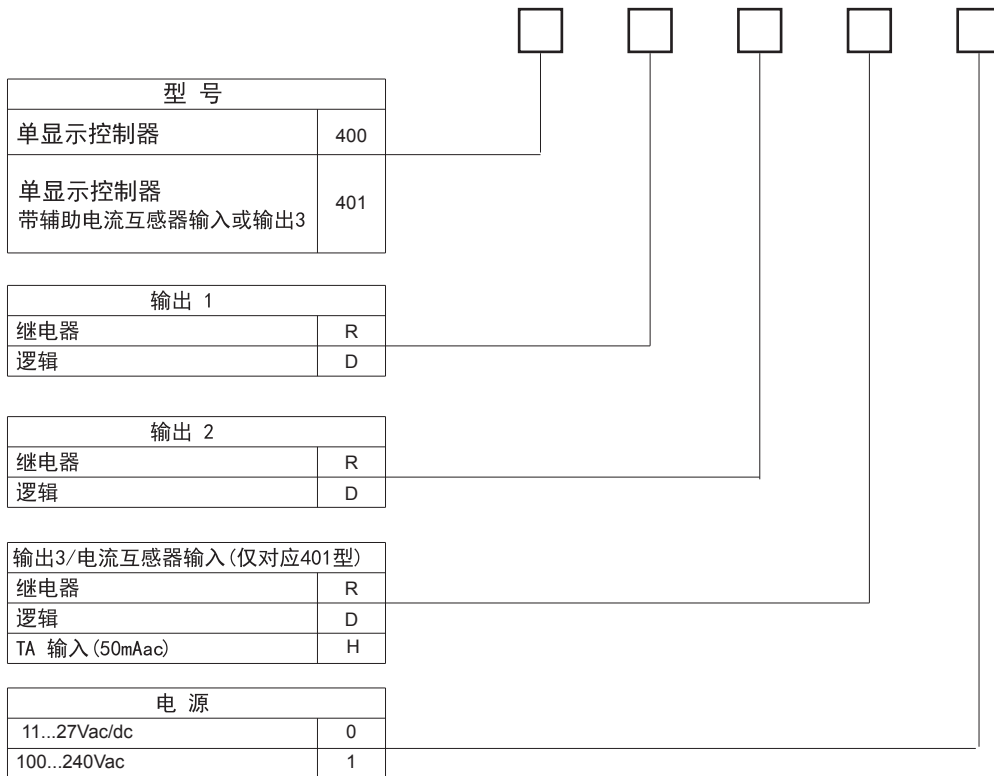 型 号
单显示控制器 400
单显示控制器
带辅助电流互感器输入或输出3 401
输出 1
继电器 R
逻辑 D
输出 2
继电器 R
逻辑 D
输出3/电流互感器输入(仅对应401型)
继电器 R
逻辑 D
TA 输入(50mAac) H
电 源
11...27Vac/dc 0
100...240Vac 1